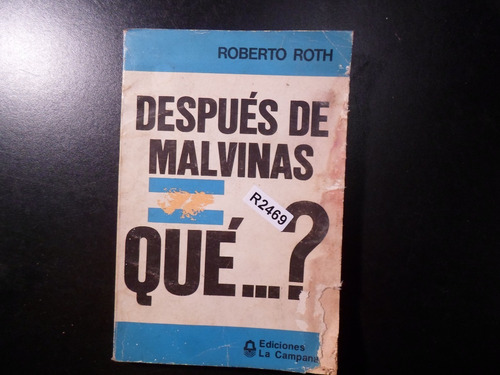 ROBERTO ROTH
DESPUÉS DE
MALVINAS
R2469
QUÉ...?
Ediciones
La Campana